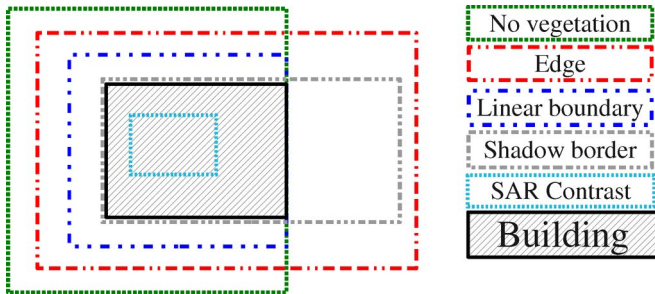 No vegetation
Edge
Linear boundary
Shadow border
SAR Contrast
Building